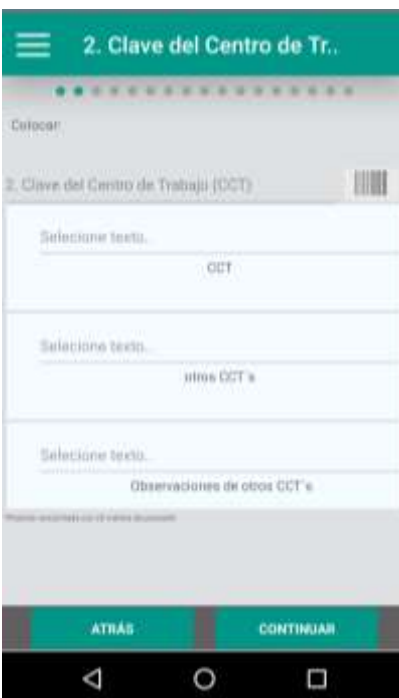 2. Clave del Centro de Tr..
Colocar:
2. Clave del Centro de Trabajo (CCT)
Selecione texto...
CCT
Selecione texto...
otros CCT´s
Selecione texto...
Observaciones de otros CCT´s
ATRÁS
CONTINUAR